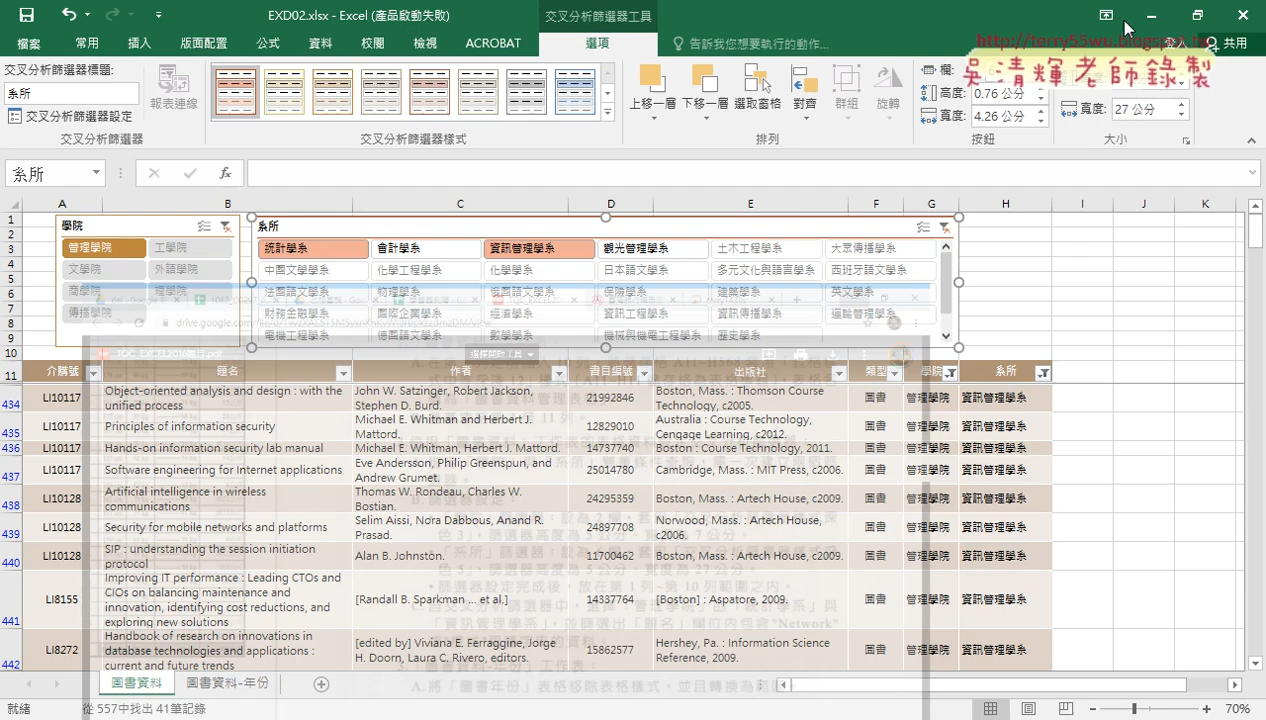 EXD02.xlsx - Excel (產品啟動失敗)
交叉分析篩選器工具
檔案 常用 插入 版面配置 公式 資料 校閱 檢視 ACROBAT 選項 告訴我您想要執行的動作... 登入 共用
http://terry55wu.blogspot.tw
吳清輝老師錄製
交叉分析篩選器標題:
系所
交叉分析篩選器設定
報表連線
上移一層 下移一層 選取窗格 對齊 群組 旋轉
欄:
高度: 0.76 公分
寬度: 4.26 公分
寬度: 27 公分
交叉分析篩選器 交叉分析篩選器樣式 排列 按鈕 大小
系所 fx
A B C D E F G H I J K
1
2
3
4
5
6
7
8
9
10
11
學院
管理學院 工學院
文學院 外語學院
商學院 理學院
傳播學院
系所
統計學系 會計學系 資訊管理學系 觀光管理學系 土木工程學系 大眾傳播學系
中國文學學系 化學工程學系 化學學系 日本語文學系 多元文化與語言學系 西班牙語文學系
法國語文學系 物理學系 俄國語文學系 保險學系 建築學系 英文學系
財務金融學系 國際企業學系 經濟學系 資訊工程學系 資訊傳播學系 運輸管理學系
電機工程學系 德國語文學系 數學學系 機械與機電工程學系 歷史學系
介購號 題名 作者 書目編號 出版社 類型 學院 系所
434 LI10117 Object-oriented analysis and design : with the unified process John W. Satzinger, Robert Jackson, Stephen D. Burd. 21992846 Boston, Mass. : Thomson Course Technology, c2005. 圖書 管理學院 資訊管理學系
435 LI10117 Principles of information security Michael E. Whitman and Herbert J. Mattord. 12829010 Australia : Course Technology, Cengage Learning, c2012. 圖書 管理學院 資訊管理學系
436 LI10117 Hands-on information security lab manual Michael E. Whitman, Herbert J. Mattord. 14737740 Boston : Course Technology, 2011. 圖書 管理學院 資訊管理學系
437 LI10117 Software engineering for Internet applications Eve Andersson, Philip Greenspun, and Andrew Grumet. 25014780 Cambridge, Mass. : MIT Press, c2006. 圖書 管理學院 資訊管理學系
438 LI10128 Artificial intelligence in wireless communications Thomas W. Rondeau, Charles W. Bostian. 24295359 Boston, Mass. : Artech House, c2009. 圖書 管理學院 資訊管理學系
439 LI10128 Security for mobile networks and platforms Selim Aissi, Nora Dabbous, Anand R. Prasad. 24897708 Norwood, Mass. : Artech House, c2006. 圖書 管理學院 資訊管理學系
440 LI10128 SIP : understanding the session initiation protocol Alan B. Johnston. 11700462 Boston, Mass. : Artech House, c2009. 圖書 管理學院 資訊管理學系
441 LI8155 Improving IT performance : Leading CTOs and CIOs on balancing maintenance and innovation, identifying cost reductions, and exploring new solutions [Randall B. Sparkman ... et al.] 14337764 [Boston] : Aspatore, 2009. 圖書 管理學院 資訊管理學系
442 LI8272 Handbook of research on innovations in database technologies and applications : current and future trends [edited by] Viviana E. Ferraggine, Jorge H. Doorn, Laura C. Rivero, editors. 15862577 Hershey, Pa. : Information Science Reference, 2009. 圖書 管理學院 資訊管理學系
圖書資料 圖書資料-年份
就緒 從 557中找出 41筆記錄 70%